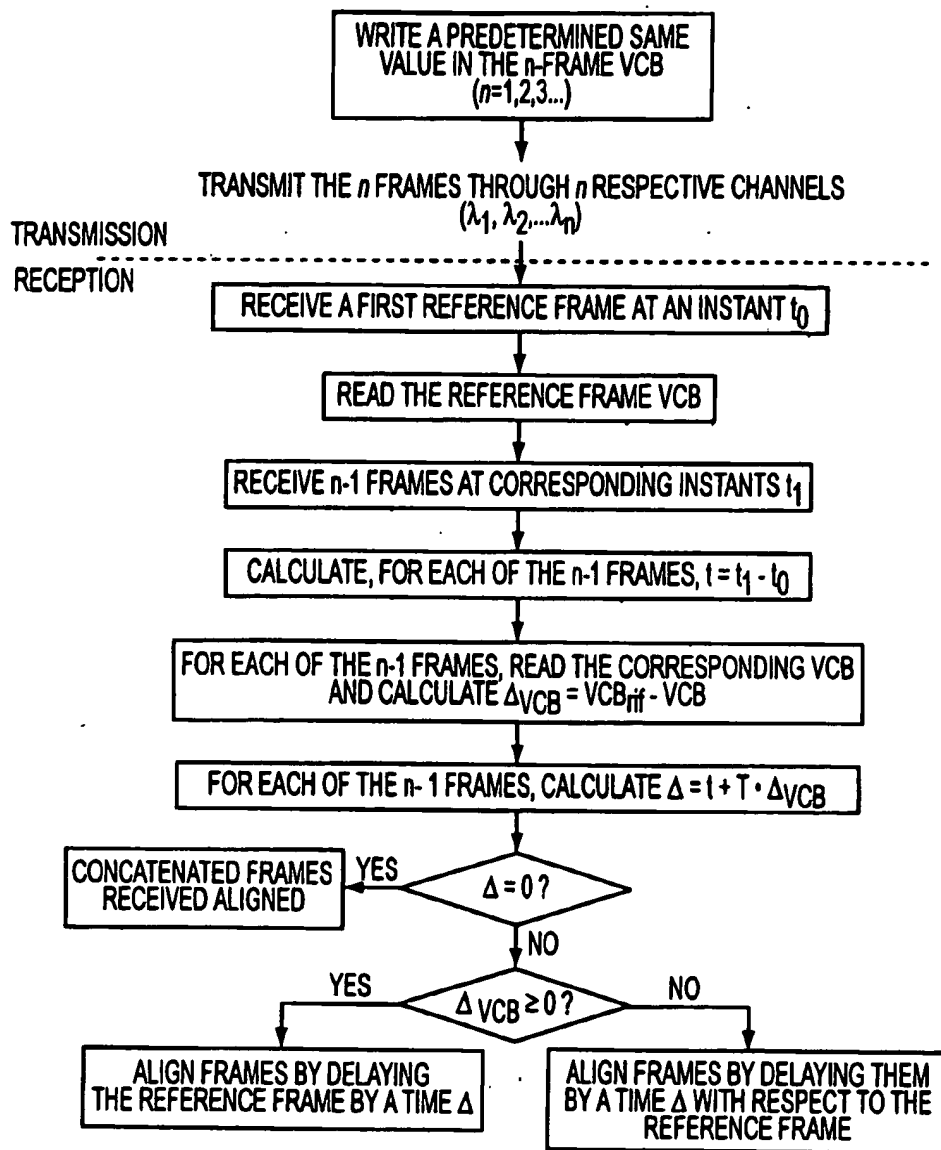 WRITE A PREDETERMINED SAME
VALUE IN THE n-FRAME VCB
(n=1,2,3...)
TRANSMIT THE n FRAMES THROUGH n RESPECTIVE CHANNELS
(λ1, λ2,...λn)
TRANSMISSION
RECEPTION
RECEIVE A FIRST REFERENCE FRAME AT AN INSTANT t0
READ THE REFERENCE FRAME VCB
RECEIVE n-1 FRAMES AT CORRESPONDING INSTANTS t1
CALCULATE, FOR EACH OF THE n-1 FRAMES, t = t1 - t0
FOR EACH OF THE n-1 FRAMES, READ THE CORRESPONDING VCB
AND CALCULATE ΔVCB = VCBrif - VCB
FOR EACH OF THE n- 1 FRAMES, CALCULATE Δ = t + T • ΔVCB
CONCATENATED FRAMES
RECEIVED ALIGNED
YES
Δ = 0 ?
NO
YES
ΔVCB ≥ 0 ?
NO
ALIGN FRAMES BY DELAYING
THE REFERENCE FRAME BY A TIME Δ
ALIGN FRAMES BY DELAYING THEM
BY A TIME Δ WITH RESPECT TO THE
REFERENCE FRAME